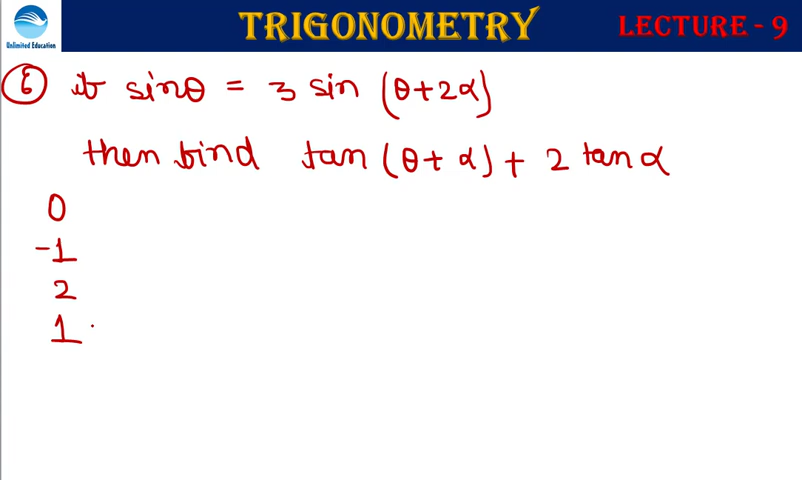 Unlimited Education
TRIGONOMETRY
LECTURE - 9
6 if sinθ = 3 sin (θ+2α)
then find tan (θ+α) + 2 tanα
0
-1
2
1